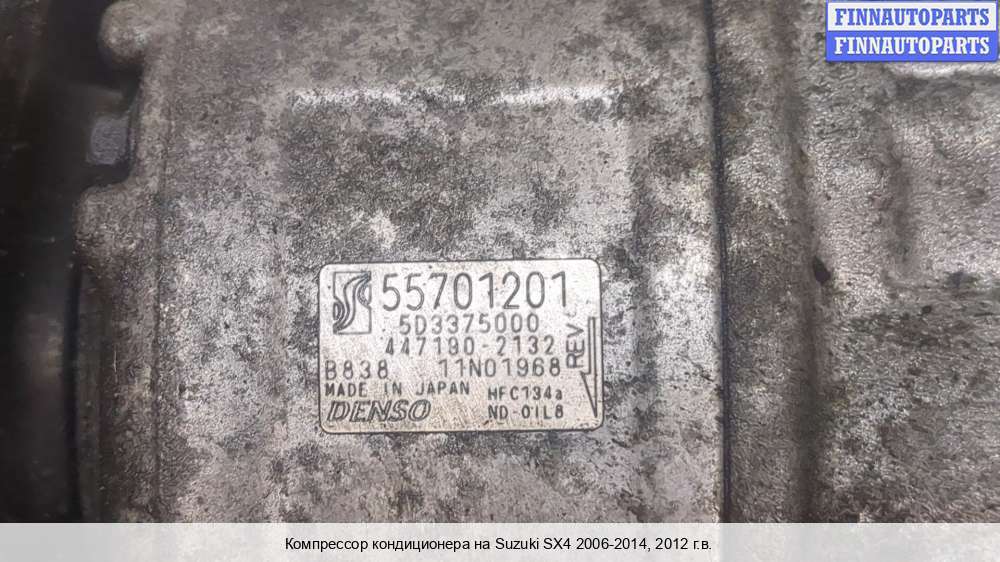 FINNAUTOPARTS
FINNAUTOPARTS
55701201
5D3375000
447190-2132
REV
B838 11N01968
MADE IN JAPAN HFC134a
DENSO ND-OIL8
Компрессор кондиционера на Suzuki SX4 2006-2014, 2012 г.в.